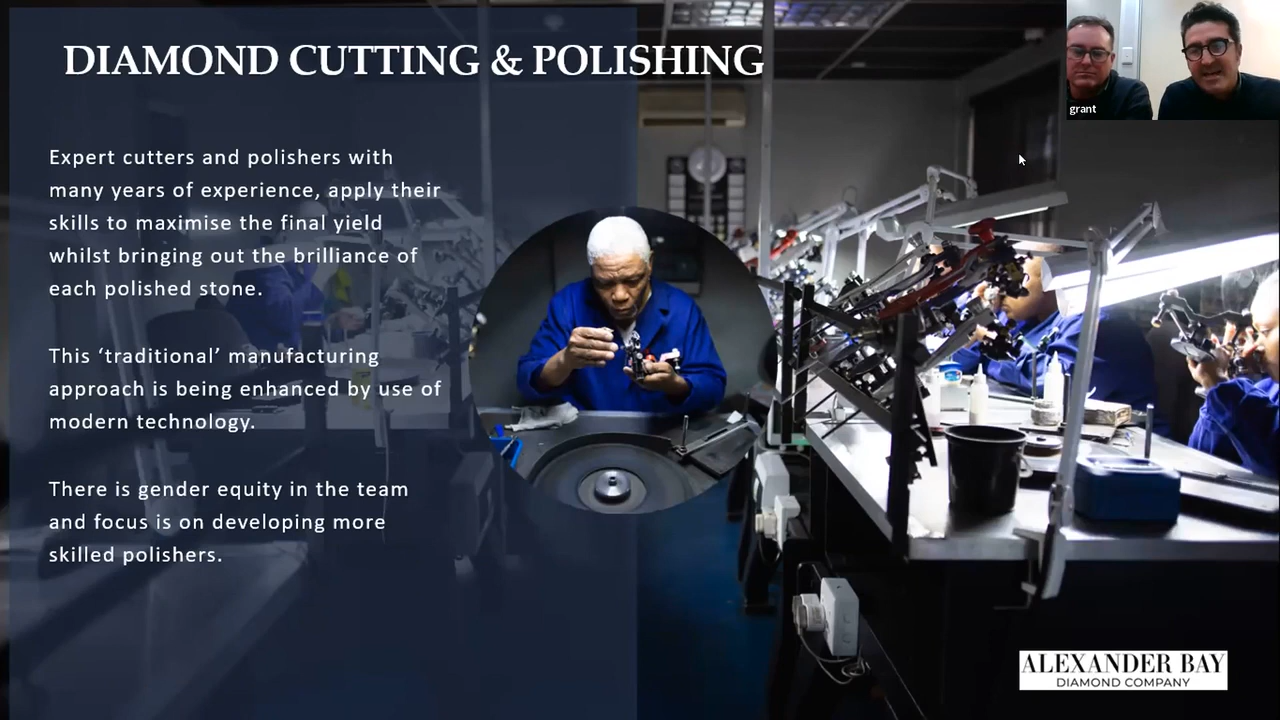 DIAMOND CUTTING & POLISHING
grant
Expert cutters and polishers with
many years of experience, apply their
skills to maximise the final yield
whilst bringing out the brilliance of
each polished stone.
This ‘traditional’ manufacturing
approach is being enhanced by use of
modern technology.
There is gender equity in the team
and focus is on developing more
skilled polishers.
ALEXANDER BAY
DIAMOND COMPANY